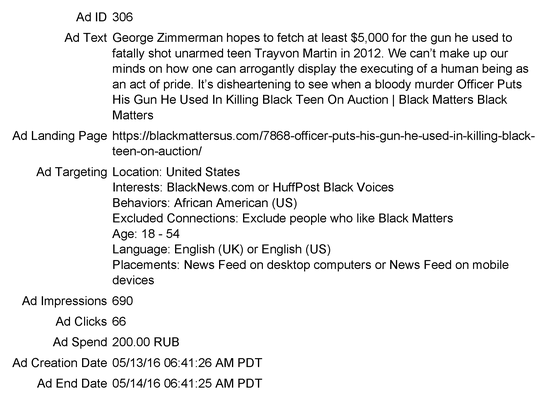 Ad ID 306
Ad Text George Zimmerman hopes to fetch at least $5,000 for the gun he used to
fatally shot unarmed teen Trayvon Martin in 2012. We can't make up our
minds on how one can arrogantly display the executing of a human being as
an act of pride. It's disheartening to see when a bloody murder Officer Puts
His Gun He Used In Killing Black Teen On Auction | Black Matters Black
Matters
Ad Landing Page https://blackmattersus.com/7868-officer-puts-his-gun-he-used-in-killing-black-
teen-on-auction/
Ad Targeting Location: United States
Interests: BlackNews.com or HuffPost Black Voices
Behaviors: African American (US)
Excluded Connections: Exclude people who like Black Matters
Age: 18 - 54
Language: English (UK) or English (US)
Placements: News Feed on desktop computers or News Feed on mobile
devices
Ad Impressions 690
Ad Clicks 66
Ad Spend 200.00 RUB
Ad Creation Date 05/13/16 06:41:26 AM PDT
Ad End Date 05/14/16 06:41:25 AM PDT